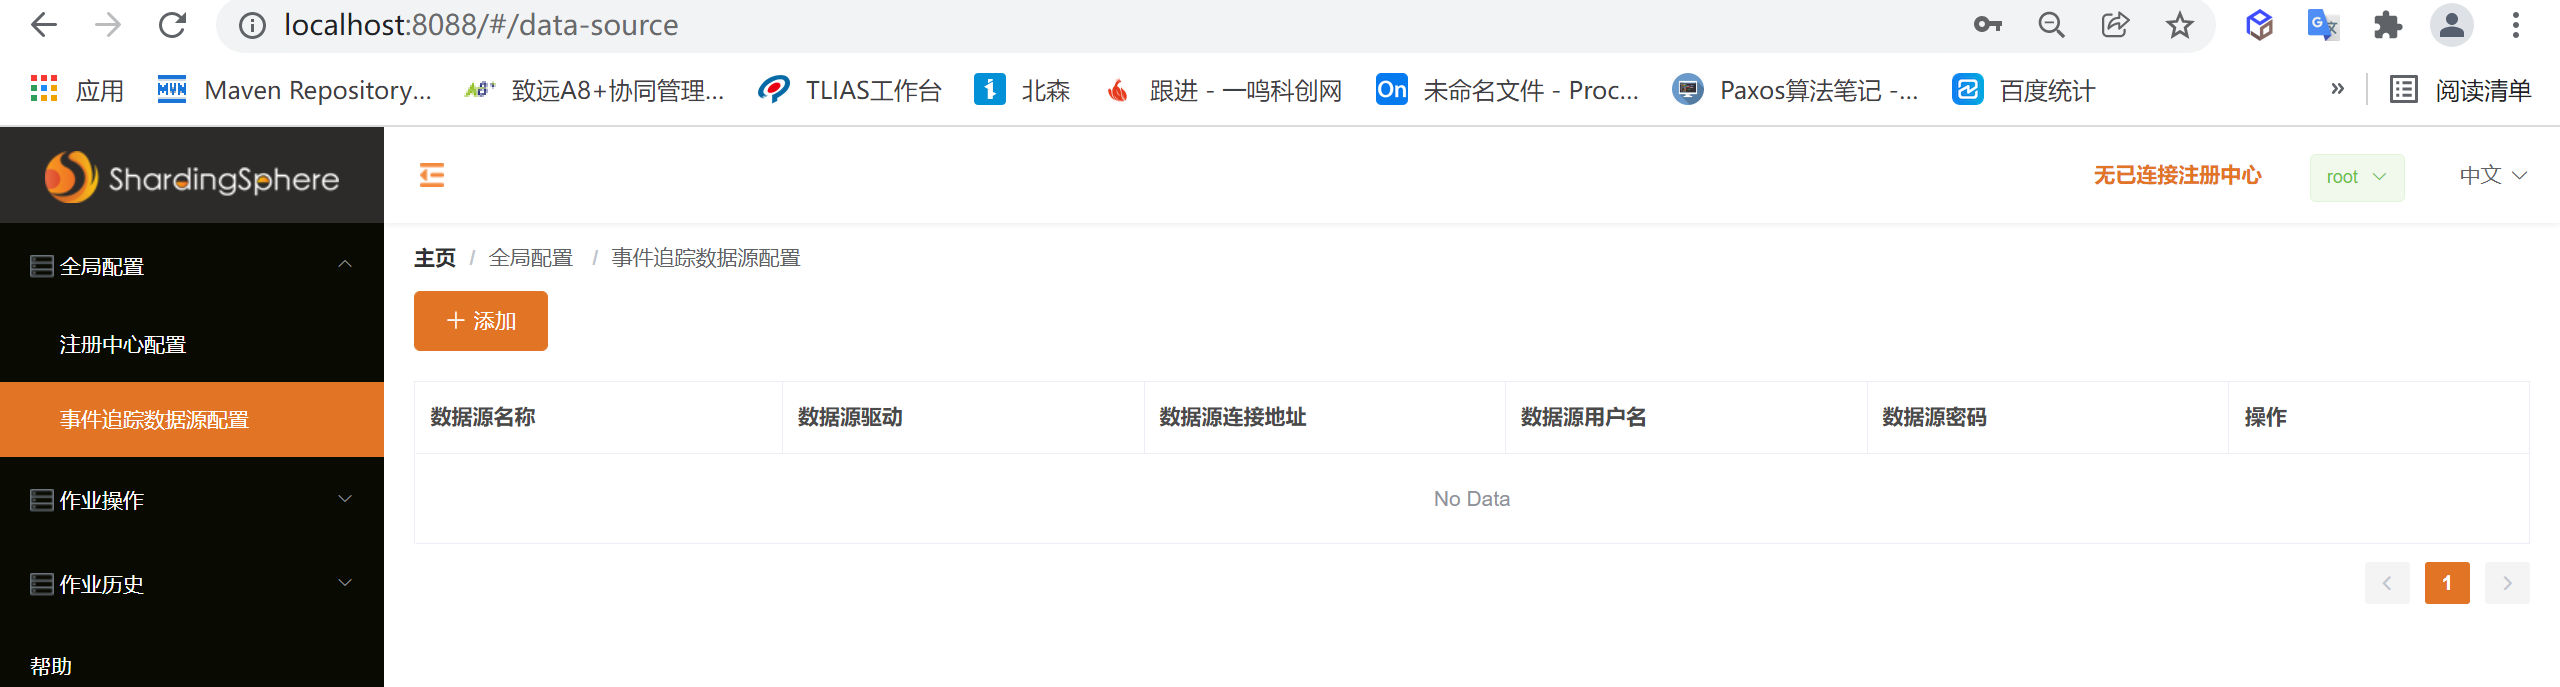 localhost:8088/#/data-source
应用 Maven Repository... 致远A8+协同管理... TLIAS工作台 北森 跟进 - 一鸣科创网 On 未命名文件 - Proc... Paxos算法笔记 -... 百度统计 » 阅读清单
ShardingSphere
无已连接注册中心 root 中文
全局配置
注册中心配置
事件追踪数据源配置
作业操作
作业历史
帮助
主页 / 全局配置 / 事件追踪数据源配置
+ 添加
数据源名称 数据源驱动 数据源连接地址 数据源用户名 数据源密码 操作
No Data
1